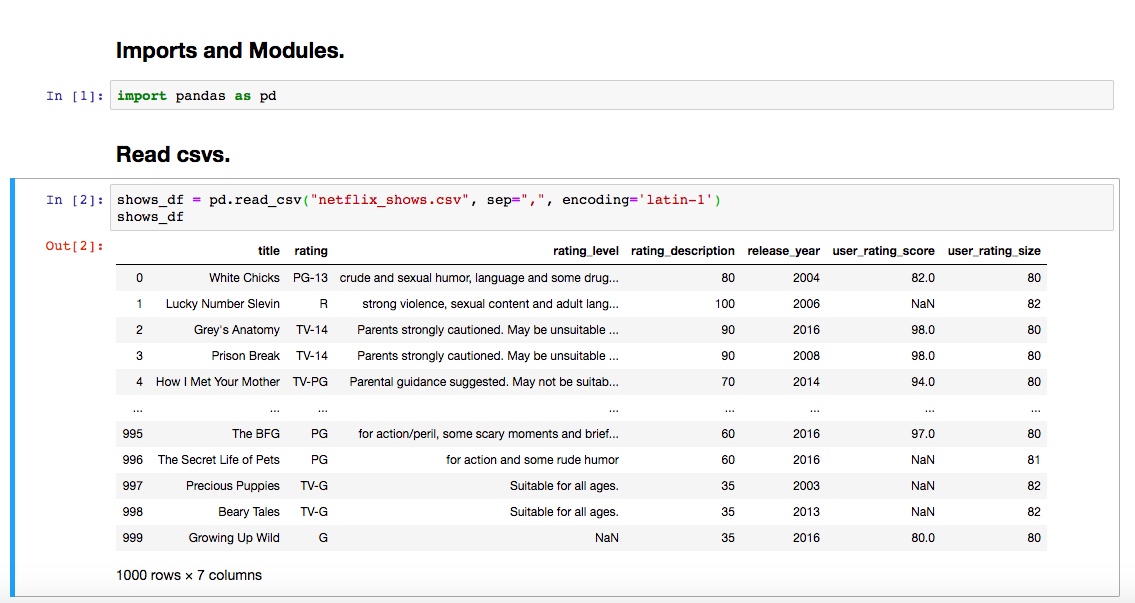 Imports and Modules.
In [1]: import pandas as pd
Read csvs.
In [2]: shows_df = pd.read_csv("netflix_shows.csv", sep=",", encoding='latin-1')
shows_df
Out[2]:
title rating rating_level rating_description release_year user_rating_score user_rating_size
0 White Chicks PG-13 crude and sexual humor, language and some drug... 80 2004 82.0 80
1 Lucky Number Slevin R strong violence, sexual content and adult lang... 100 2006 NaN 82
2 Grey's Anatomy TV-14 Parents strongly cautioned. May be unsuitable ... 90 2016 98.0 80
3 Prison Break TV-14 Parents strongly cautioned. May be unsuitable ... 90 2008 98.0 80
4 How I Met Your Mother TV-PG Parental guidance suggested. May not be suitab... 70 2014 94.0 80
... ... ... ... ... ... ... ...
995 The BFG PG for action/peril, some scary moments and brief... 60 2016 97.0 80
996 The Secret Life of Pets PG for action and some rude humor 60 2016 NaN 81
997 Precious Puppies TV-G Suitable for all ages. 35 2003 NaN 82
998 Beary Tales TV-G Suitable for all ages. 35 2013 NaN 82
999 Growing Up Wild G NaN 35 2016 80.0 80
1000 rows × 7 columns